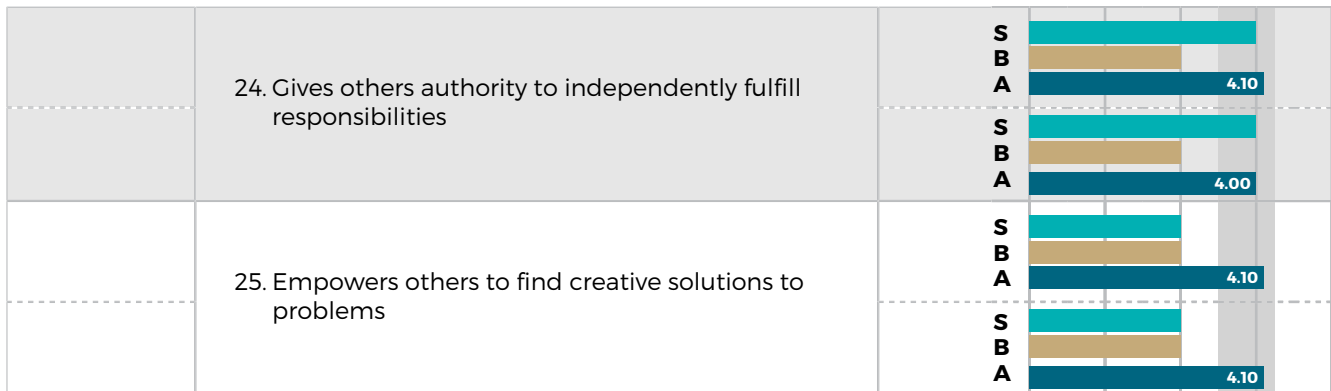 S
B
A 4.10
24. Gives others authority to independently fulfill
responsibilities
S
B
A 4.00
S
B
A 4.10
25. Empowers others to find creative solutions to
problems
S
B
A 4.10